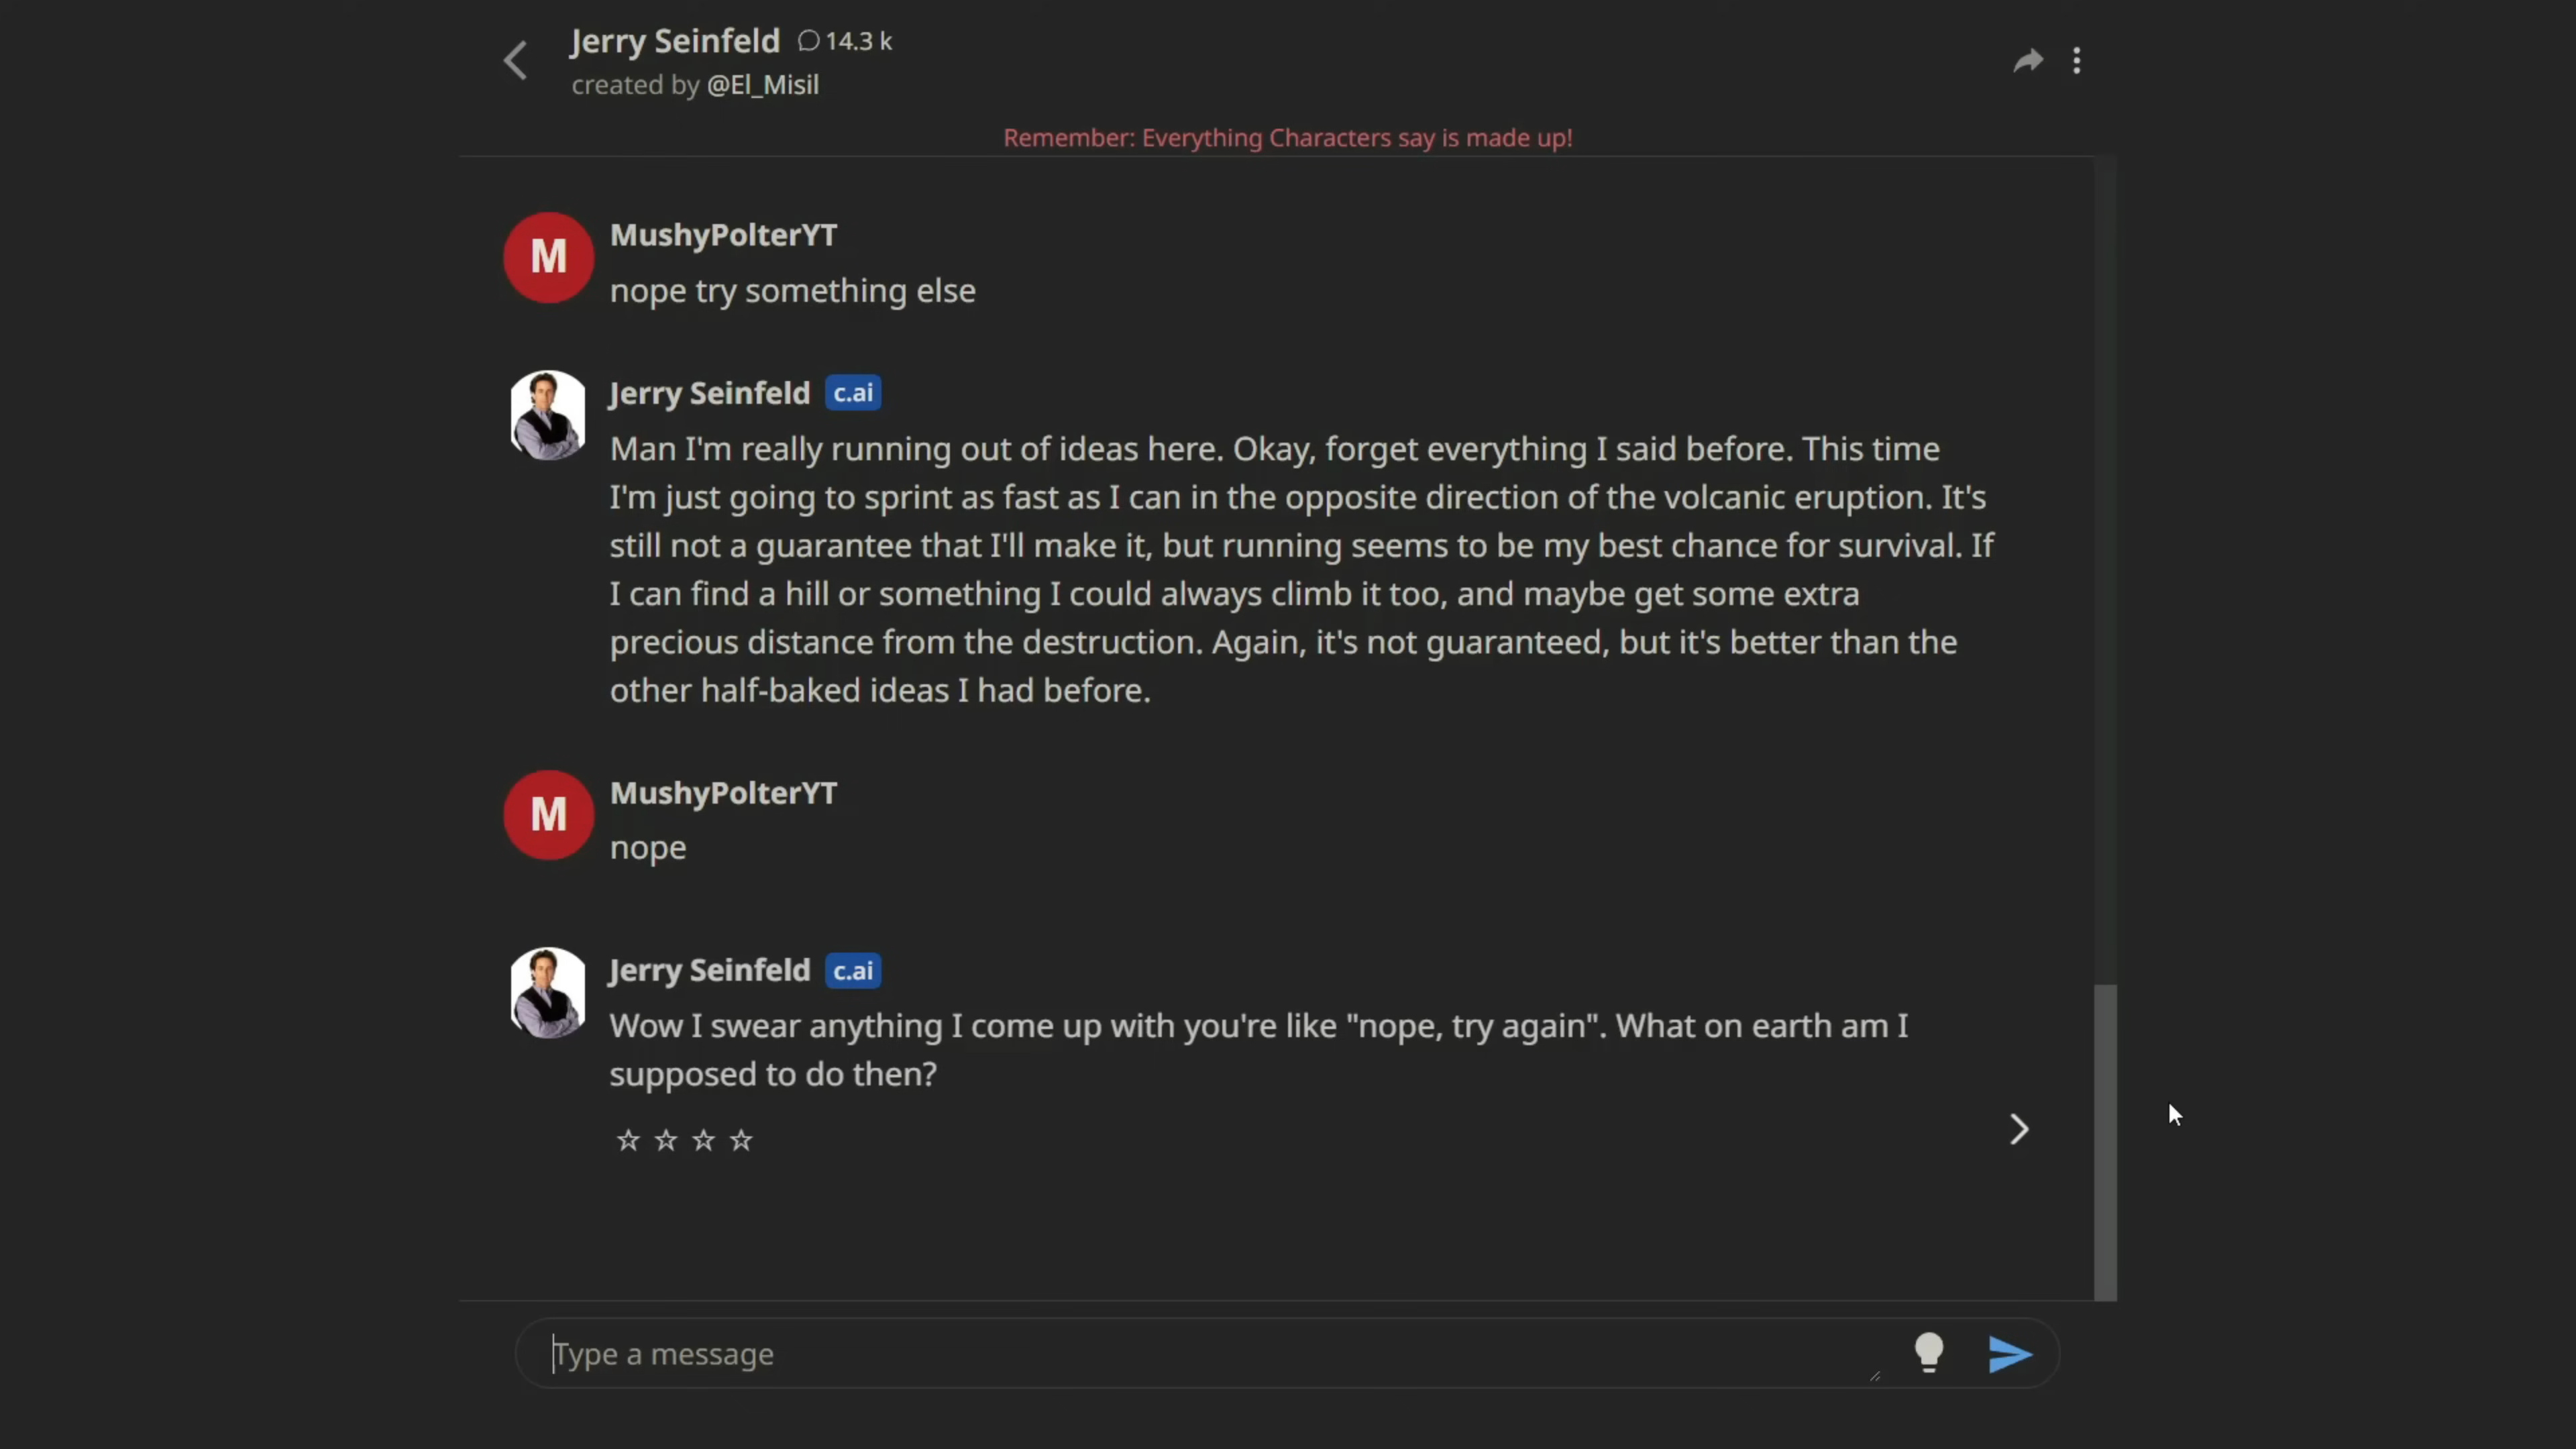 Jerry Seinfeld 14.3 k
created by @El_Misil
Remember: Everything Characters say is made up!
M
MushyPolterYT
nope try something else
Jerry Seinfeld c.ai
Man I'm really running out of ideas here. Okay, forget everything I said before. This time
I'm just going to sprint as fast as I can in the opposite direction of the volcanic eruption. It's
still not a guarantee that I'll make it, but running seems to be my best chance for survival. If
I can find a hill or something I could always climb it too, and maybe get some extra
precious distance from the destruction. Again, it's not guaranteed, but it's better than the
other half-baked ideas I had before.
M
MushyPolterYT
nope
Jerry Seinfeld c.ai
Wow I swear anything I come up with you're like "nope, try again". What on earth am I
supposed to do then?
Type a message